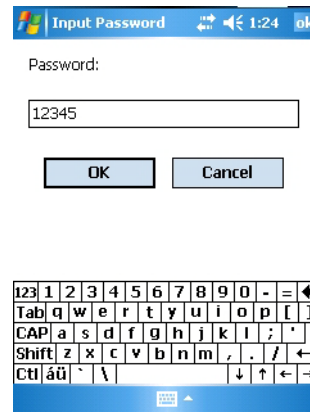 Input Password 1:24 ok
Password:
12345
OK Cancel
123 1 2 3 4 5 6 7 8 9 0 - =
Tab q w e r t y u i o p [ ]
CAP a s d f g h j k l ; '
Shift z x c v b n m , . /
Ctl áü ` \